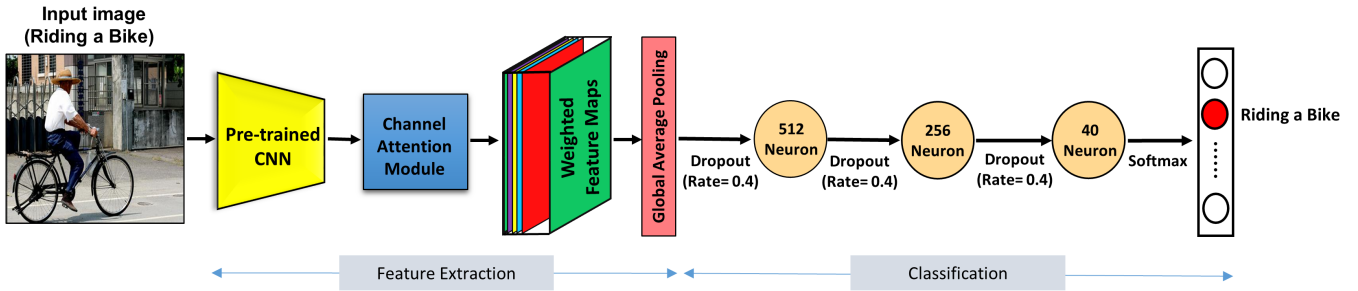 Input image
(Riding a Bike)
Pre-trained
CNN
Channel
Attention
Module
Weighted
Feature Maps
Global Average Pooling
Dropout
(Rate= 0.4)
512
Neuron
Dropout
(Rate= 0.4)
256
Neuron
Dropout
(Rate= 0.4)
40
Neuron
Softmax
Riding a Bike
Feature Extraction
Classification